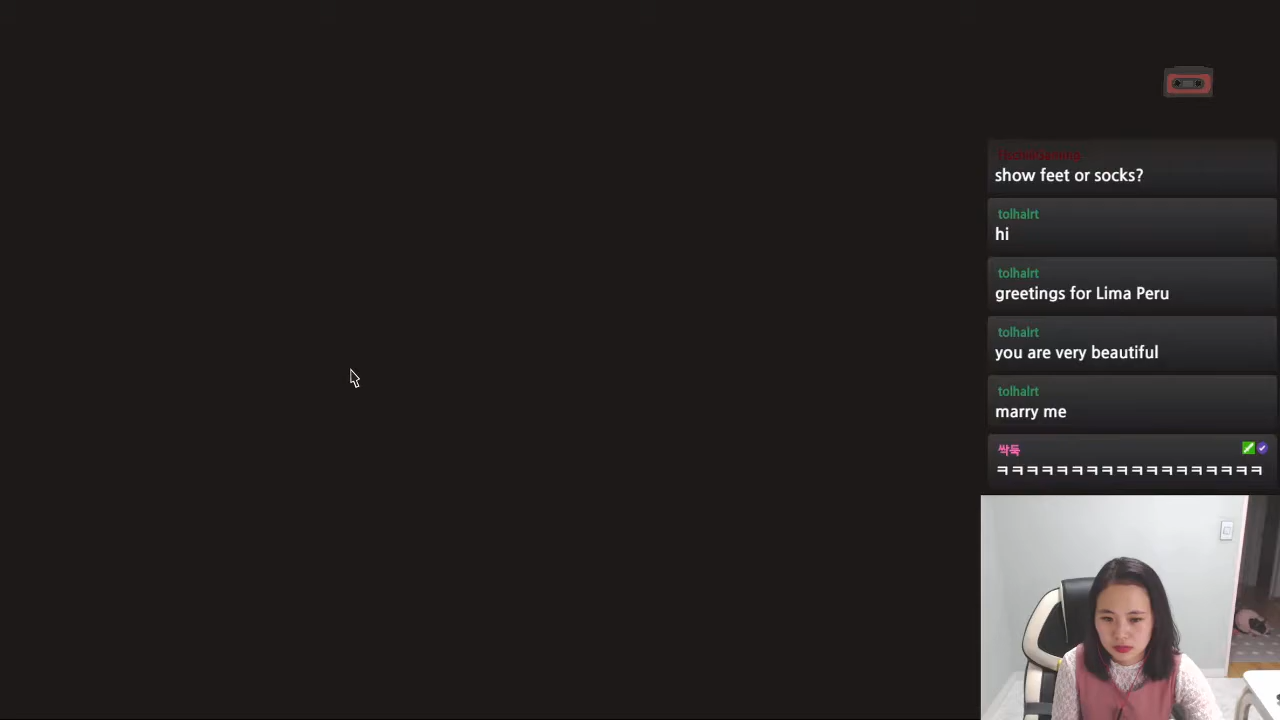 show feet or socks?
tolhalrt
hi
tolhalrt
greetings for Lima Peru
tolhalrt
you are very beautiful
tolhalrt
marry me
싹둑
ㅋㅋㅋㅋㅋㅋㅋㅋㅋㅋㅋㅋㅋㅋㅋㅋㅋㅋ